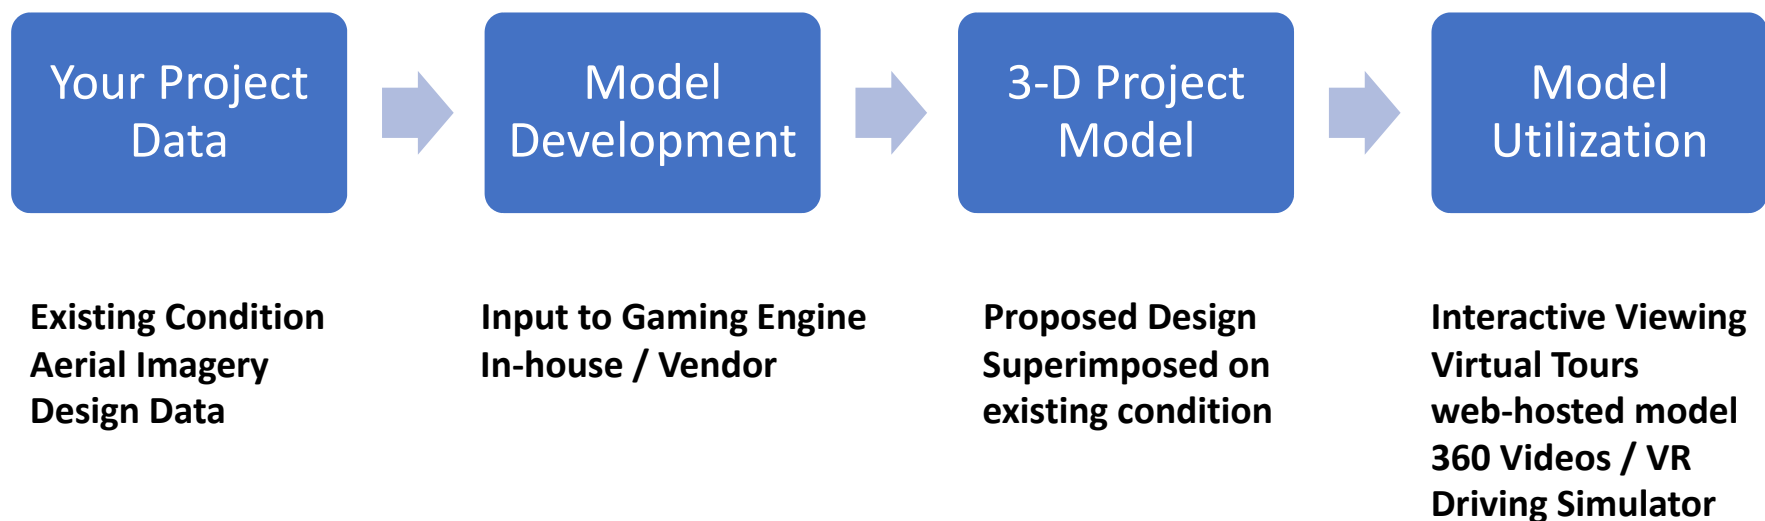 Your Project
Data
Model
Development
3-D Project
Model
Model
Utilization
Existing Condition
Aerial Imagery
Design Data
Input to Gaming Engine
In-house / Vendor
Proposed Design
Superimposed on
existing condition
Interactive Viewing
Virtual Tours
web-hosted model
360 Videos / VR
Driving Simulator